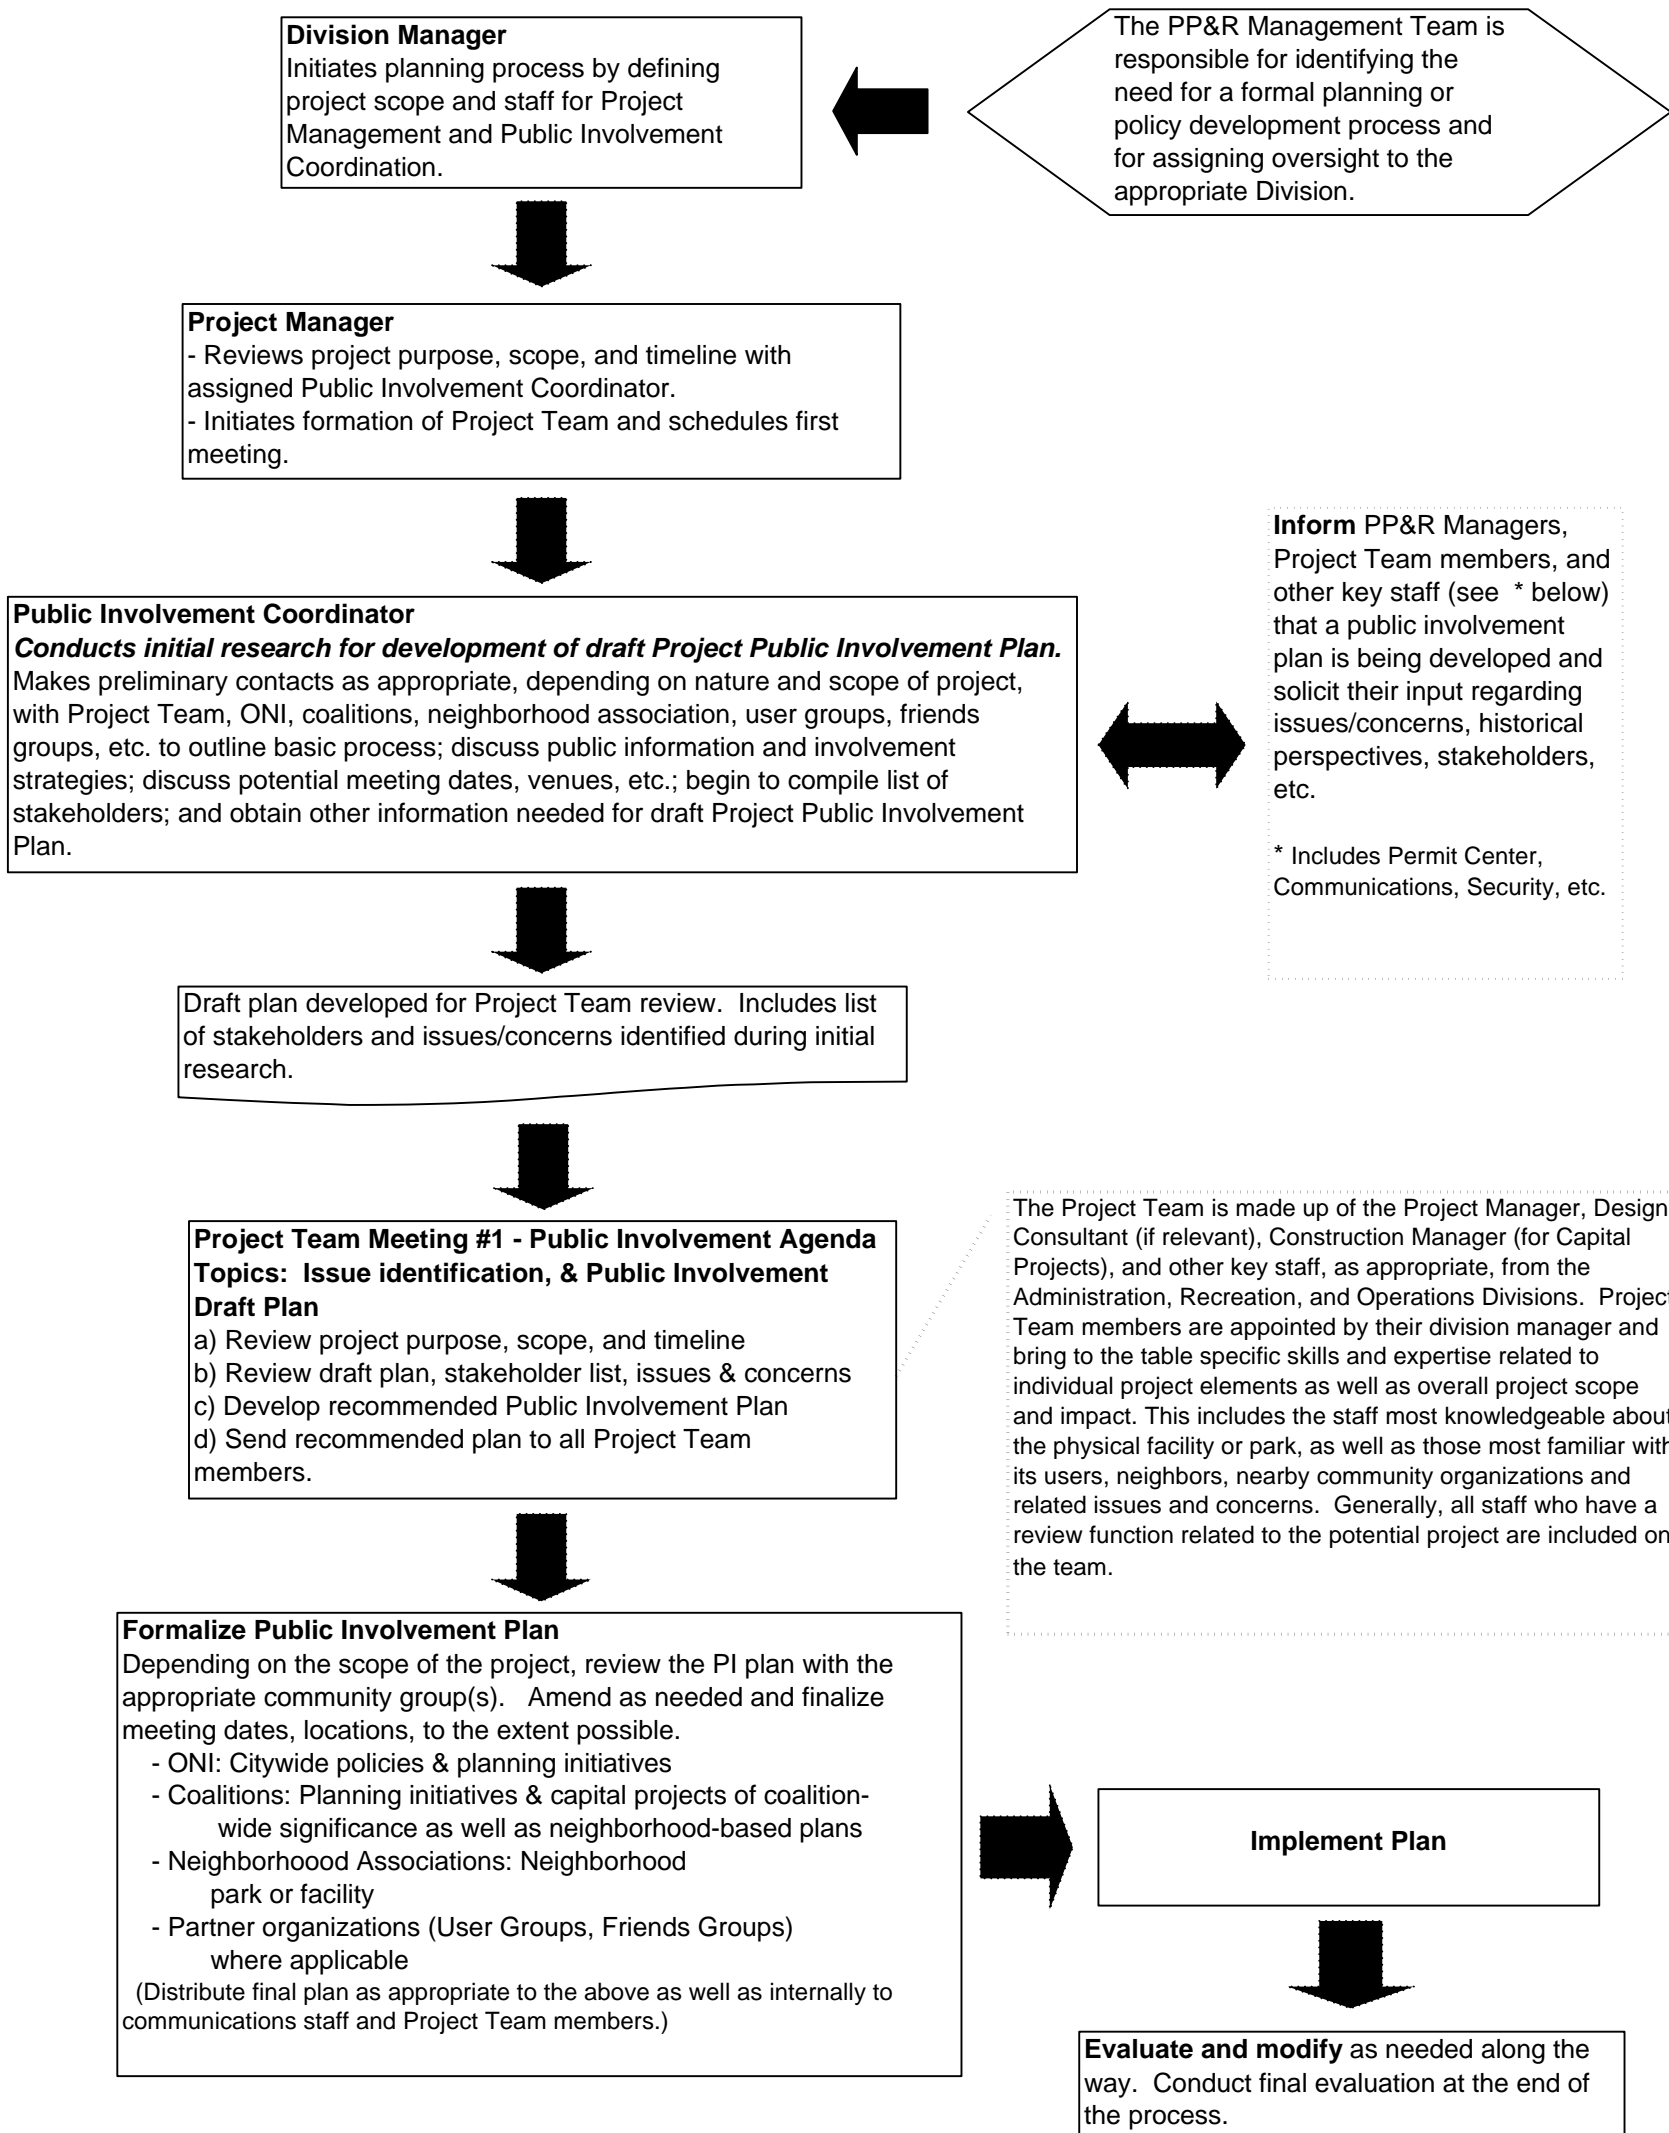 Division Manager
Initiates planning process by defining
project scope and staff for Project
Management and Public Involvement
Coordination.
The PP&R Management Team is
responsible for identifying the
need for a formal planning or
policy development process and
for assigning oversight to the
appropriate Division.
Project Manager
- Reviews project purpose, scope, and timeline with
assigned Public Involvement Coordinator.
- Initiates formation of Project Team and schedules first
meeting.
Public Involvement Coordinator
Conducts initial research for development of draft Project Public Involvement Plan.
Makes preliminary contacts as appropriate, depending on nature and scope of project,
with Project Team, ONI, coalitions, neighborhood association, user groups, friends
groups, etc. to outline basic process; discuss public information and involvement
strategies; discuss potential meeting dates, venues, etc.; begin to compile list of
stakeholders; and obtain other information needed for draft Project Public Involvement
Plan.
Inform PP&R Managers,
Project Team members, and
other key staff (see * below)
that a public involvement
plan is being developed and
solicit their input regarding
issues/concerns, historical
perspectives, stakeholders,
etc.
* Includes Permit Center,
Communications, Security, etc.
Draft plan developed for Project Team review. Includes list
of stakeholders and issues/concerns identified during initial
research.
Project Team Meeting #1 - Public Involvement Agenda
Topics: Issue identification, & Public Involvement
Draft Plan
a) Review project purpose, scope, and timeline
b) Review draft plan, stakeholder list, issues & concerns
c) Develop recommended Public Involvement Plan
d) Send recommended plan to all Project Team
members.
The Project Team is made up of the Project Manager, Design
Consultant (if relevant), Construction Manager (for Capital
Projects), and other key staff, as appropriate, from the
Administration, Recreation, and Operations Divisions. Project
Team members are appointed by their division manager and
bring to the table specific skills and expertise related to
individual project elements as well as overall project scope
and impact. This includes the staff most knowledgeable about
the physical facility or park, as well as those most familiar with
its users, neighbors, nearby community organizations and
related issues and concerns. Generally, all staff who have a
review function related to the potential project are included on
the team.
Formalize Public Involvement Plan
Depending on the scope of the project, review the PI plan with the
appropriate community group(s). Amend as needed and finalize
meeting dates, locations, to the extent possible.
- ONI: Citywide policies & planning initiatives
- Coalitions: Planning initiatives & capital projects of coalition-
wide significance as well as neighborhood-based plans
- Neighborhoood Associations: Neighborhood
park or facility
- Partner organizations (User Groups, Friends Groups)
where applicable
(Distribute final plan as appropriate to the above as well as internally to
communications staff and Project Team members.)
Implement Plan
Evaluate and modify as needed along the
way. Conduct final evaluation at the end of
the process.